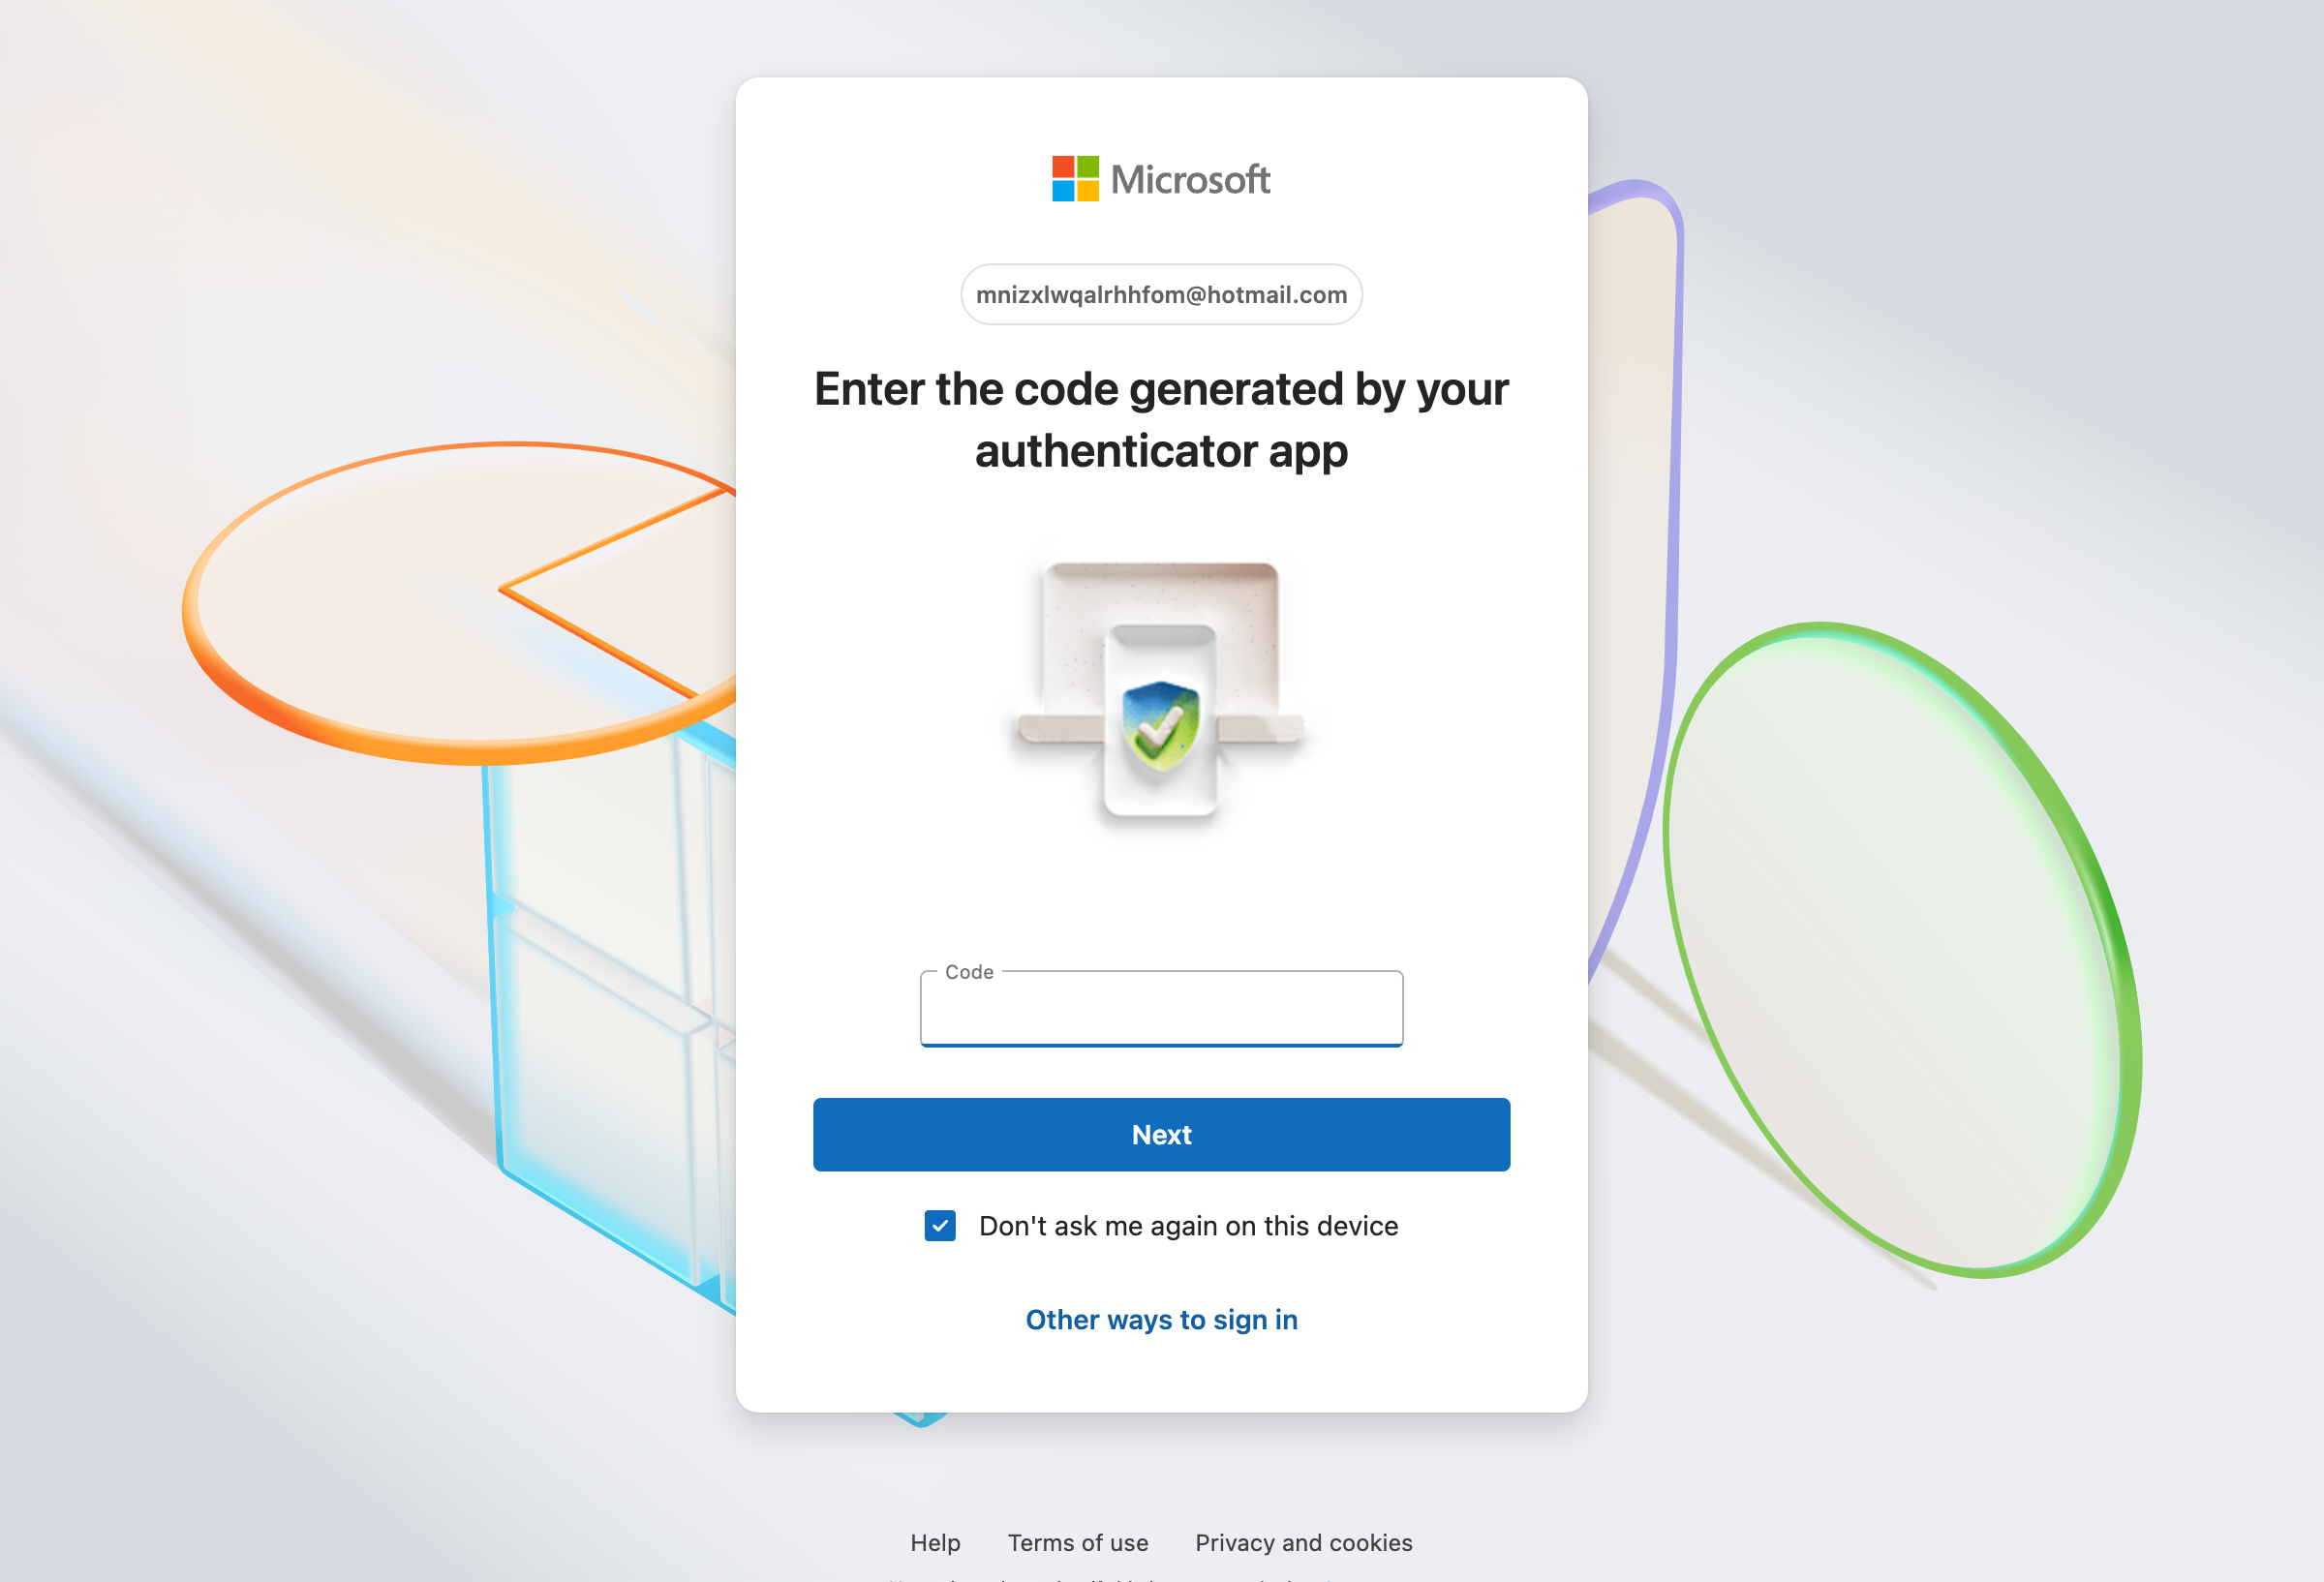 Microsoft
mnizxlwqalrhhfom@hotmail.com
Enter the code generated by your
authenticator app
Code
Next
Don't ask me again on this device
Other ways to sign in
Help Terms of use Privacy and cookies